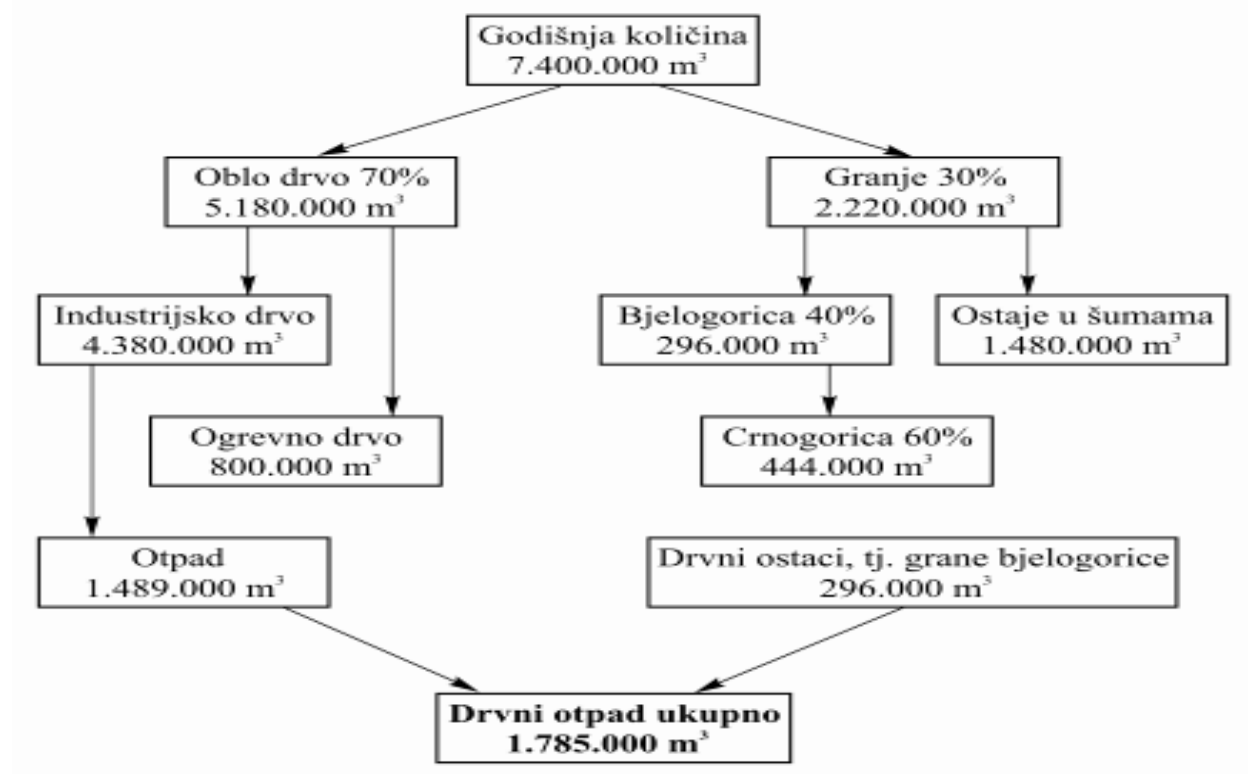 Godišnja količina
7.400.000 m³
Oblo drvo 70%
5.180.000 m³
Granje 30%
2.220.000 m³
Industrijsko drvo
4.380.000 m³
Bjelogorica 40%
296.000 m³
Ostaje u šumama
1.480.000 m³
Ogrevno drvo
800.000 m³
Crnogorica 60%
444.000 m³
Otpad
1.489.000 m³
Drvni ostaci, tj. grane bjelogorice
296.000 m³
Drvni otpad ukupno
1.785.000 m³